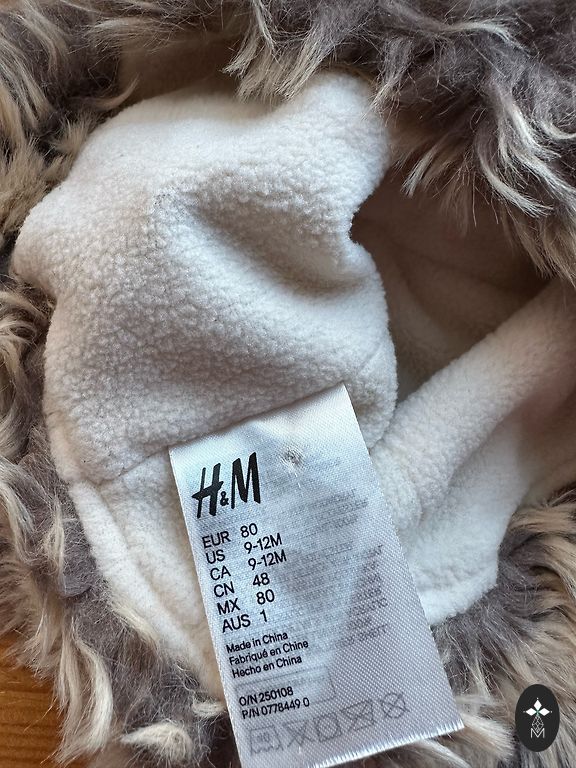 H&M
EUR 80
US 9-12M
CA 9-12M
CN 48
MX 80
AUS 1
Made in China
Fabriqué en Chine
Hecho en China
O/N 250108
P/N 0778449 0
M